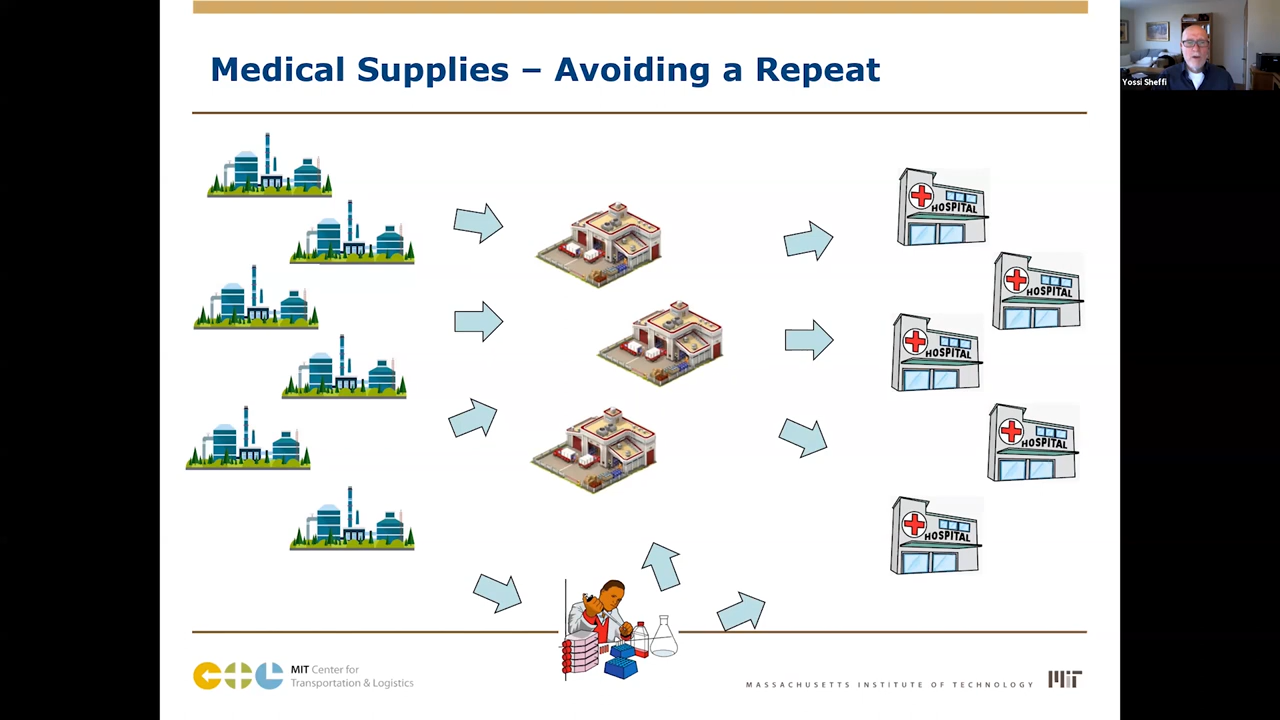 Medical Supplies – Avoiding a Repeat
Yossi Sheffi
HOSPITAL
HOSPITAL
HOSPITAL
HOSPITAL
HOSPITAL
MIT Center for
Transportation & Logistics
MASSACHUSETTS INSTITUTE OF TECHNOLOGY
MIT